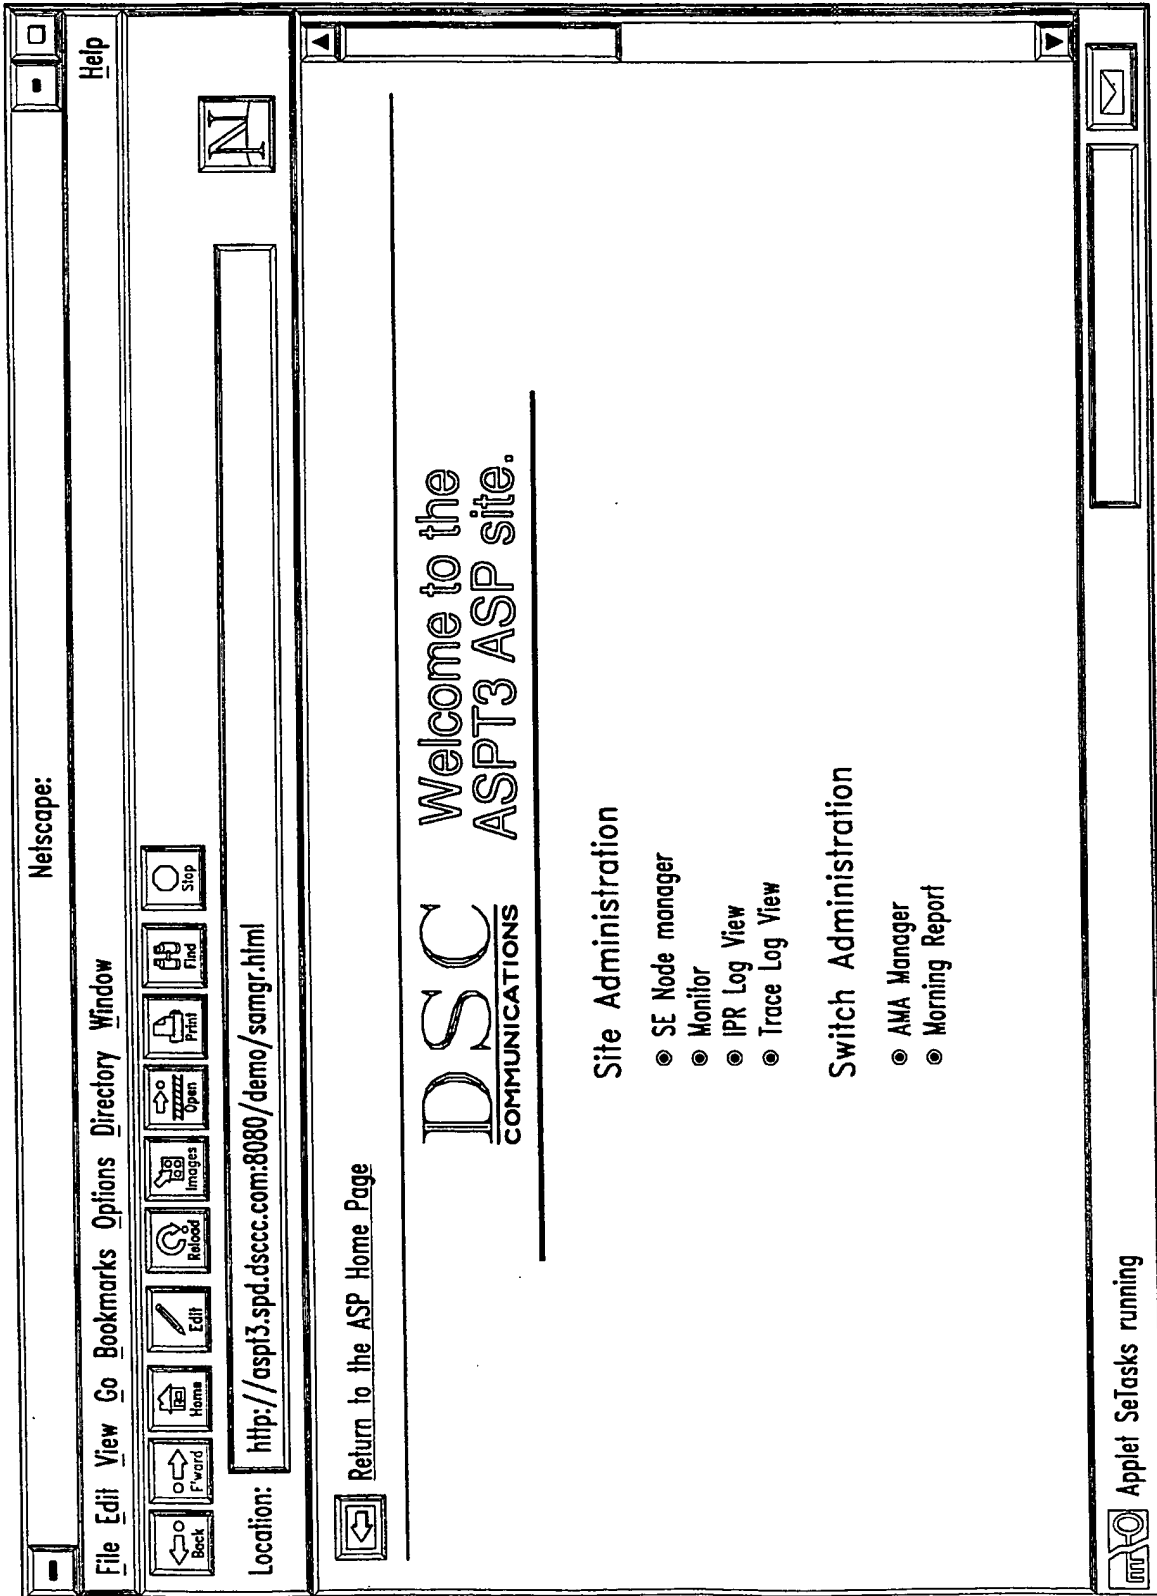 Netscape:
File Edit View Go Bookmarks Options Directory Window Help
Back F'ward Home Edit Reload Images Open Print Find Stop
Location: http://aspt3.spd.dsccc.com:8080/demo/samgr.html
N
Return to the ASP Home Page
DSC
COMMUNICATIONS
Welcome to the
ASPT3 ASP site.
Site Administration
SE Node manager
Monitor
IPR Log View
Trace Log View
Switch Administration
AMA Manager
Morning Report
Applet SeTasks running